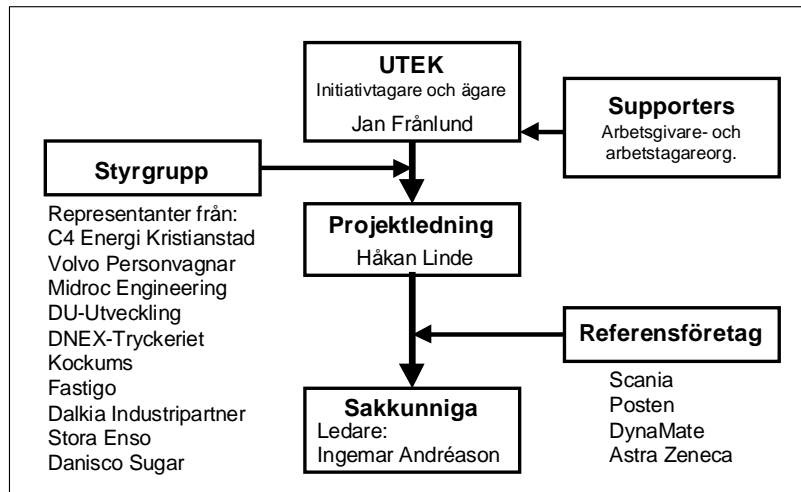 UTEK
Initiativtagare och ägare
Jan Frånlund
Supporters
Arbetsgivare- och
arbetstagareorg.
Styrgrupp
Representanter från:
C4 Energi Kristianstad
Volvo Personvagnar
Midroc Engineering
DU-Utveckling
DNEX-Tryckeriet
Kockums
Fastigo
Dalkia Industripartner
Stora Enso
Danisco Sugar
Projektledning
Håkan Linde
Referensföretag
Scania
Posten
DynaMate
Astra Zeneca
Sakkunniga
Ledare:
Ingemar Andréason